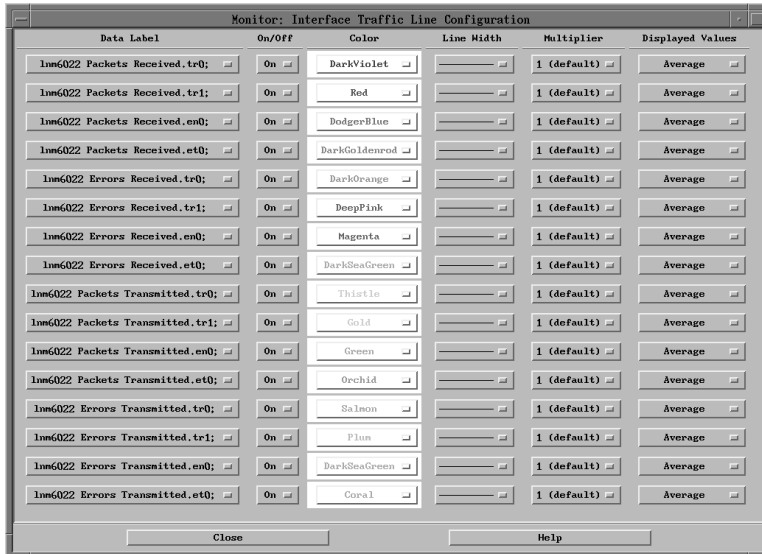 Monitor: Interface Traffic Line Configuration
Data Label On/Off Color Line Width Multiplier Displayed Values
lnm6022 Packets Received.tr0; On DarkViolet 1 (default) Average
lnm6022 Packets Received.tr1; On Red 1 (default) Average
lnm6022 Packets Received.en0; On DodgerBlue 1 (default) Average
lnm6022 Packets Received.et0; On DarkGoldenrod 1 (default) Average
lnm6022 Errors Received.tr0; On DarkOrange 1 (default) Average
lnm6022 Errors Received.tr1; On DeepPink 1 (default) Average
lnm6022 Errors Received.en0; On Magenta 1 (default) Average
lnm6022 Errors Received.et0; On DarkSeaGreen 1 (default) Average
lnm6022 Packets Transmitted.tr0; On Thistle 1 (default) Average
lnm6022 Packets Transmitted.tr1; On Gold 1 (default) Average
lnm6022 Packets Transmitted.en0; On Green 1 (default) Average
lnm6022 Packets Transmitted.et0; On Orchid 1 (default) Average
lnm6022 Errors Transmitted.tr0; On Salmon 1 (default) Average
lnm6022 Errors Transmitted.tr1; On Plum 1 (default) Average
lnm6022 Errors Transmitted.en0; On DarkSeaGreen 1 (default) Average
lnm6022 Errors Transmitted.et0; On Coral 1 (default) Average
Close Help